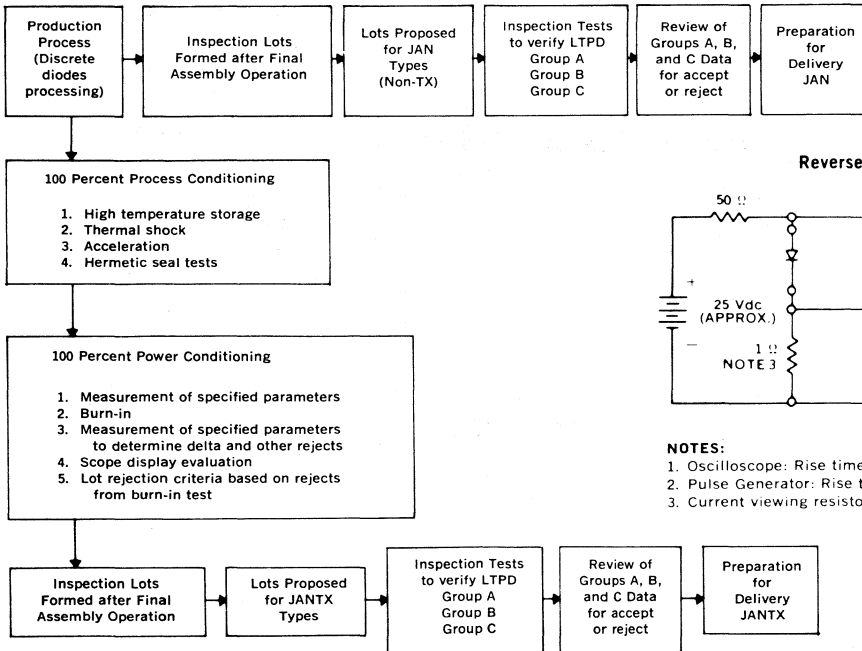 Production
Process
(Discrete
diodes
processing)
Inspection Lots
Formed after Final
Assembly Operation
Lots Proposed
for JAN
Types
(Non-TX)
Inspection Tests
to verify LTPD
Group A
Group B
Group C
Review of
Groups A, B,
and C Data
for accept
or reject
Preparation
for
Delivery
JAN
100 Percent Process Conditioning
1. High temperature storage
2. Thermal shock
3. Acceleration
4. Hermetic seal tests
Reverse
50 Ω
+
25 Vdc
(APPROX.)
—
1 Ω
NOTE 3
100 Percent Power Conditioning
1. Measurement of specified parameters
2. Burn-in
3. Measurement of specified parameters
to determine delta and other rejects
4. Scope display evaluation
5. Lot rejection criteria based on rejects
from burn-in test
NOTES:
1. Oscilloscope: Rise time
2. Pulse Generator: Rise t
3. Current viewing resisto
Inspection Lots
Formed after Final
Assembly Operation
Lots Proposed
for JANTX
Types
Inspection Tests
to verify LTPD
Group A
Group B
Group C
Review of
Groups A, B,
and C Data
for accept
or reject
Preparation
for
Delivery
JANTX